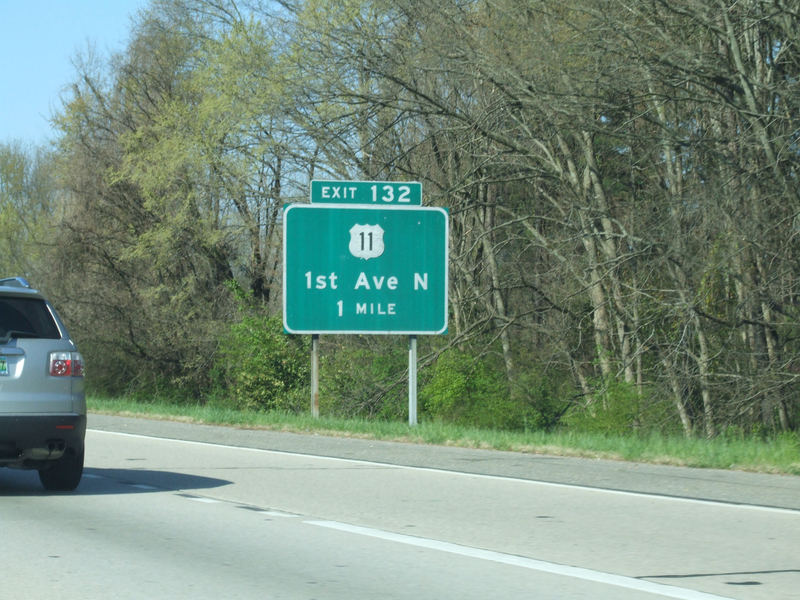 EXIT 132
11
1st Ave N
1 MILE